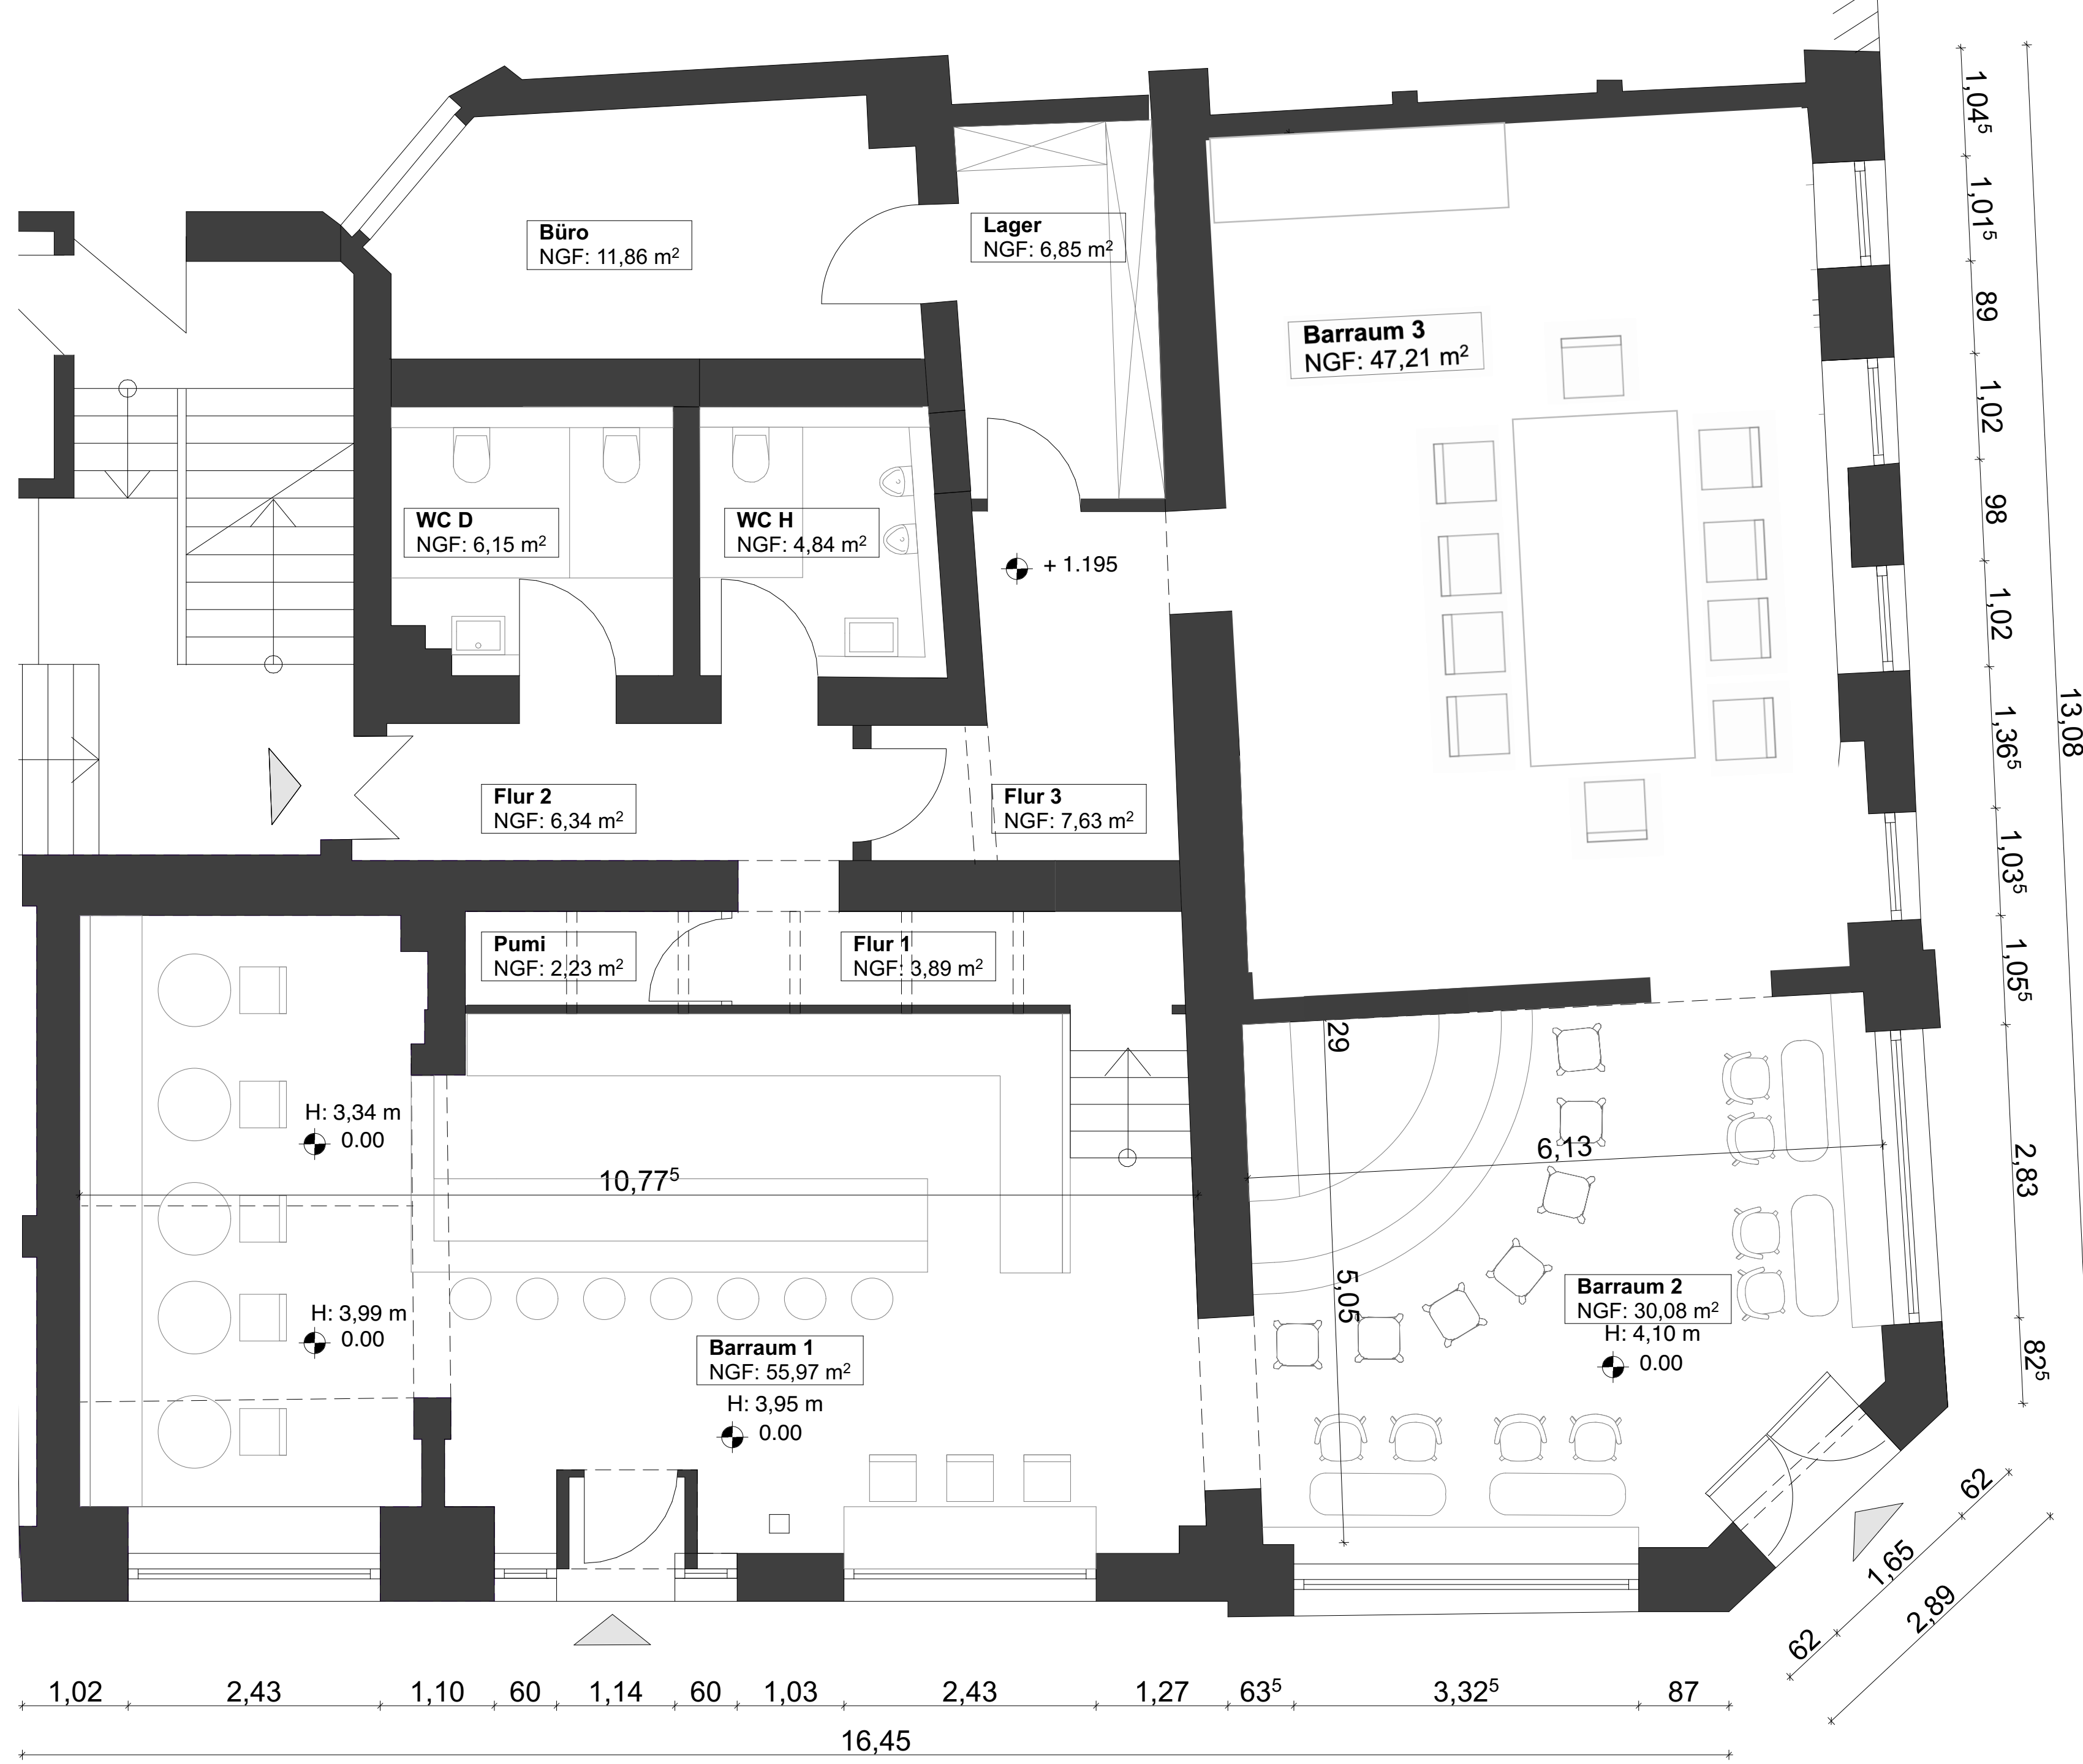 1,04⁵
1,01⁵
89
1,02
98
1,02
1,36⁵
1,03⁵
1,05⁵
2,83
82⁵
13,08
Büro
NGF: 11,86 m²
Lager
NGF: 6,85 m²
Barraum 3
NGF: 47,21 m²
WC D
NGF: 6,15 m²
WC H
NGF: 4,84 m²
+ 1.195
Flur 2
NGF: 6,34 m²
Flur 3
NGF: 7,63 m²
Pumi
NGF: 2,23 m²
Flur 1
NGF: 3,89 m²
29
H: 3,34 m
0.00
10,77⁵
6,13
5,05
H: 3,99 m
0.00
Barraum 1
NGF: 55,97 m²
H: 3,95 m
0.00
Barraum 2
NGF: 30,08 m²
H: 4,10 m
0.00
62
1,65
62
2,89
1,02
2,43
1,10
60
1,14
60
1,03
2,43
1,27
63⁵
3,32⁵
87
16,45